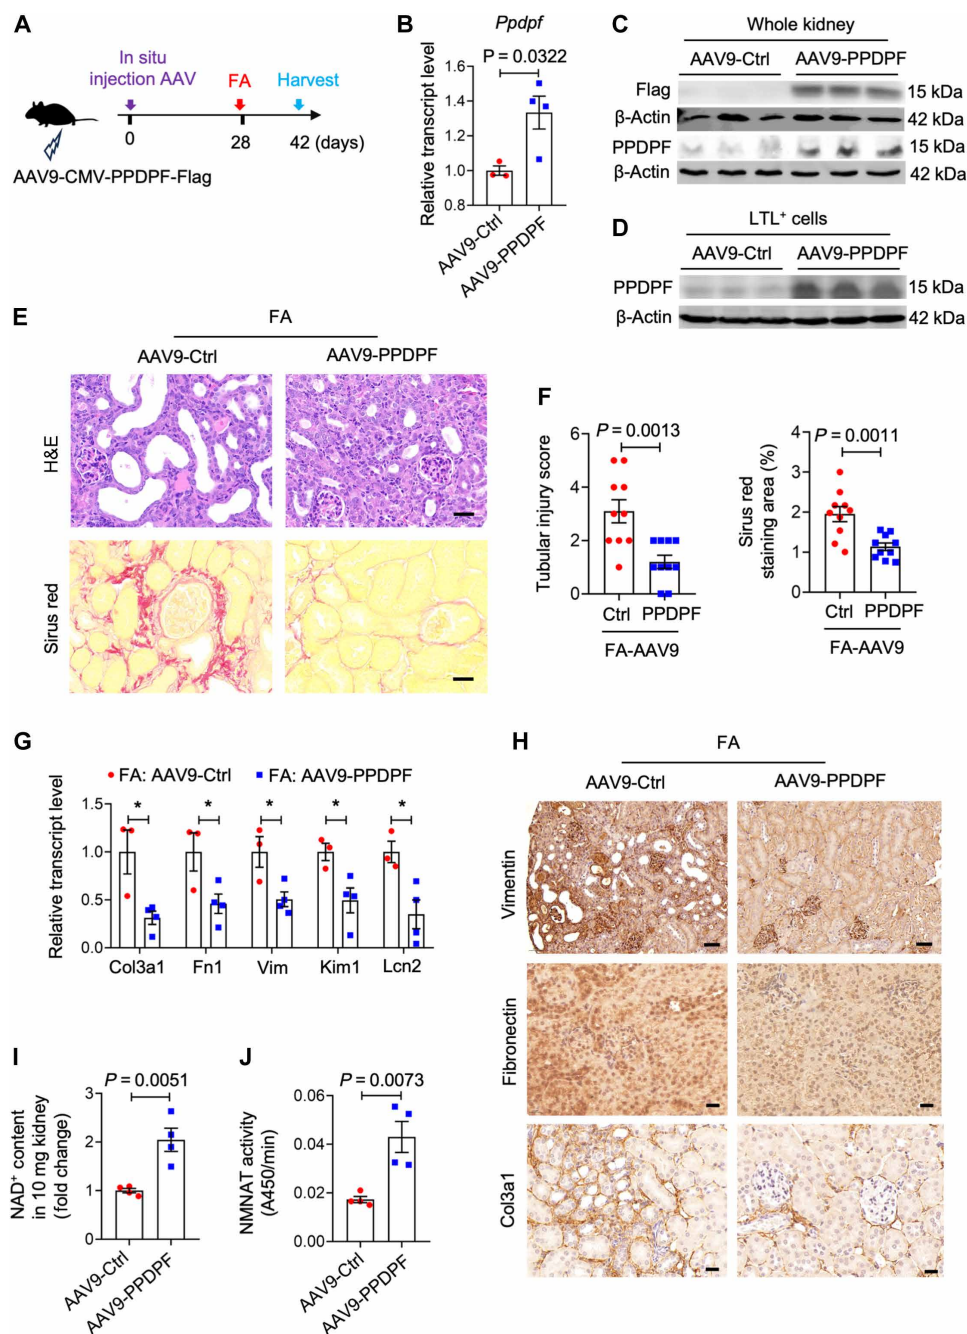 A
In situ
injection AAV
FA
Harvest
0
28
42 (days)
AAV9-CMV-PPDPF-Flag
B
Ppdpf
P = 0.0322
Relative transcript level
1.6
1.4
1.2
1.0
0.8
AAV9-Ctrl
AAV9-PPDPF
C
Whole kidney
AAV9-Ctrl
AAV9-PPDPF
Flag
15 kDa
β-Actin
42 kDa
PPDPF
15 kDa
β-Actin
42 kDa
D
LTL+ cells
AAV9-Ctrl
AAV9-PPDPF
PPDPF
15 kDa
β-Actin
42 kDa
E
FA
AAV9-Ctrl
AAV9-PPDPF
H&E
Sirus red
F
P = 0.0013
Tubular injury score
6
4
2
0
Ctrl
PPDPF
FA-AAV9
P = 0.0011
Sirus red
staining area (%)
4
3
2
1
0
Ctrl
PPDPF
FA-AAV9
G
FA: AAV9-Ctrl
FA: AAV9-PPDPF
Relative transcript level
1.5
1.0
0.5
0.0
* * * * *
Col3a1
Fn1
Vim
Kim1
Lcn2
H
FA
AAV9-Ctrl
AAV9-PPDPF
Vimentin
Fibronectin
Col3a1
I
P = 0.0051
NAD+ content
in 10 mg kidney
(fold change)
3
2
1
0
AAV9-Ctrl
AAV9-PPDPF
J
P = 0.0073
NMNAT activity
(A450/min)
0.06
0.04
0.02
0.00
AAV9-Ctrl
AAV9-PPDPF